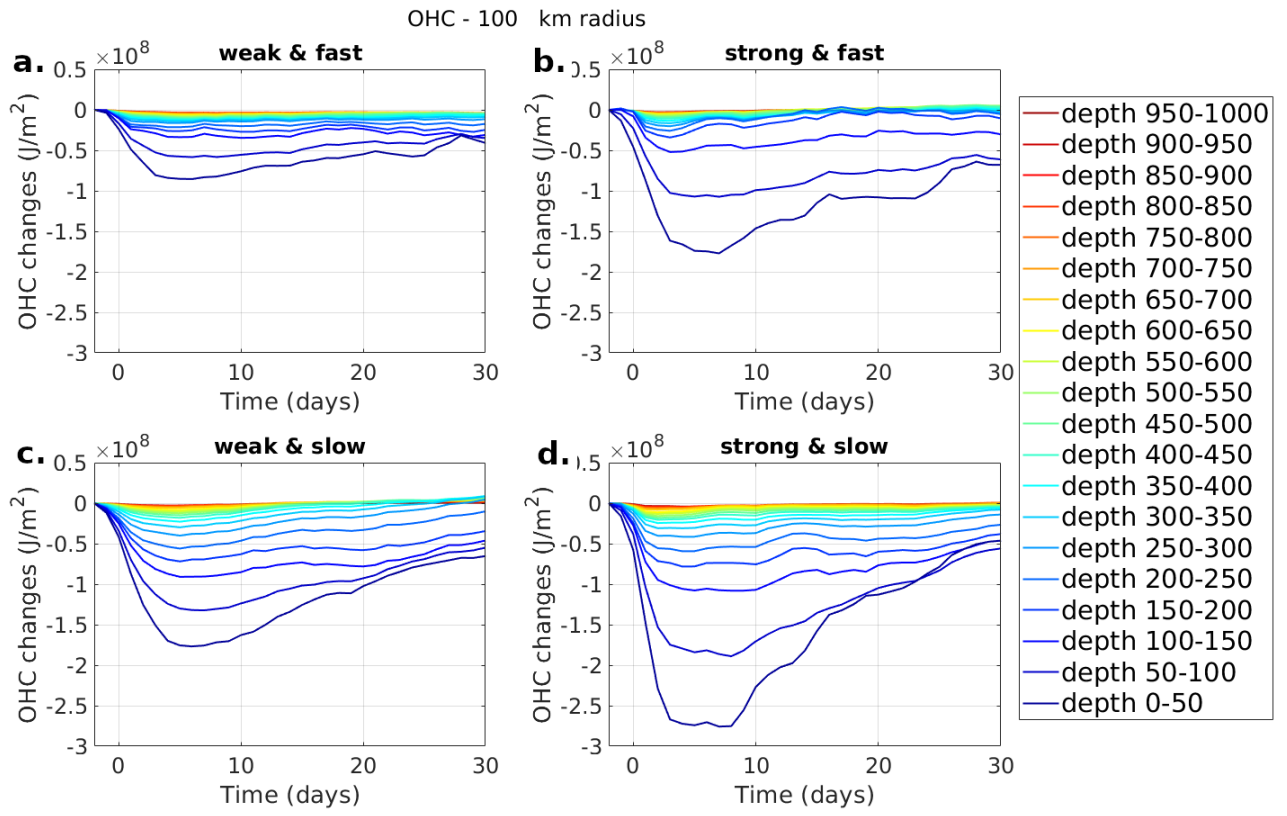 OHC - 100 km radius
a. ×10^8 weak & fast
0.5
0
-0.5
-1
-1.5
-2
-2.5
-3
OHC changes (J/m^2)
0 10 20 30
Time (days)
b. ×10^8 strong & fast
0.5
0
-0.5
-1
-1.5
-2
-2.5
-3
OHC changes (J/m^2)
0 10 20 30
Time (days)
c. ×10^8 weak & slow
0.5
0
-0.5
-1
-1.5
-2
-2.5
-3
OHC changes (J/m^2)
0 10 20 30
Time (days)
d. ×10^8 strong & slow
.5
0
-0.5
-1
-1.5
-2
-2.5
-3
OHC changes (J/m^2)
0 10 20 30
Time (days)
depth 950-1000
depth 900-950
depth 850-900
depth 800-850
depth 750-800
depth 700-750
depth 650-700
depth 600-650
depth 550-600
depth 500-550
depth 450-500
depth 400-450
depth 350-400
depth 300-350
depth 250-300
depth 200-250
depth 150-200
depth 100-150
depth 50-100
depth 0-50